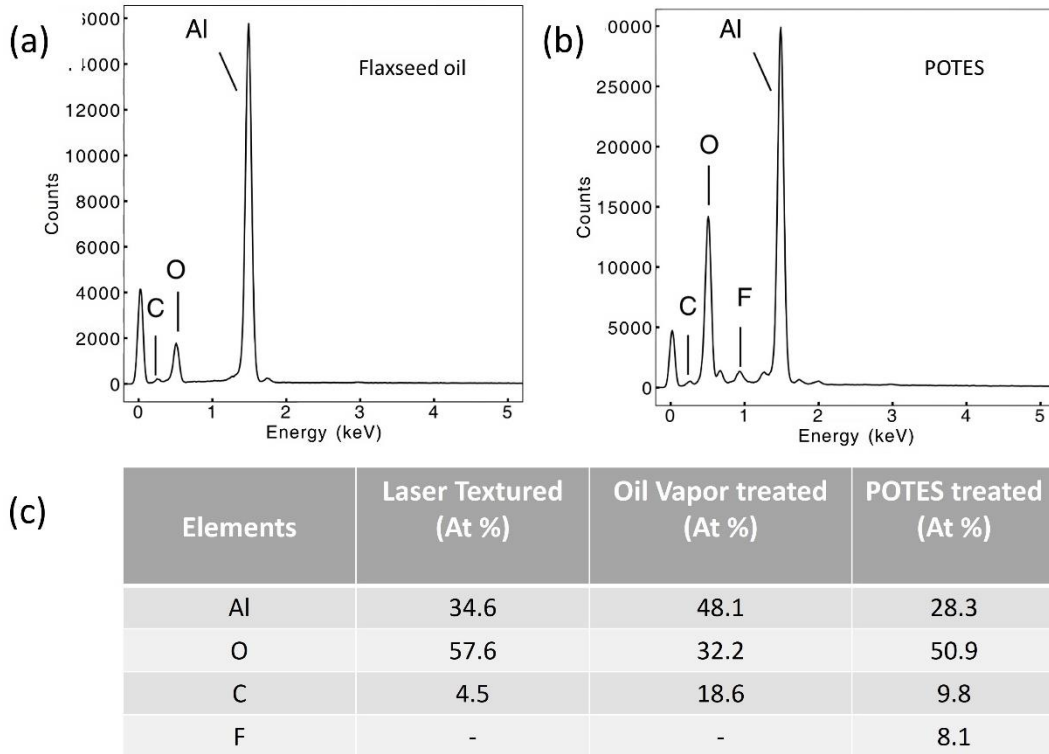 (a)
Al
Flaxseed oil
C
O
Counts
6000
4000
12000
10000
8000
6000
4000
2000
0
0 1 2 3 4 5
Energy (keV)
(b)
Al
POTES
O
C
F
Counts
0000
25000
20000
15000
10000
5000
0
0 1 2 3 4 5
Energy (keV)
(c)
Elements Laser Textured (At %) Oil Vapor treated (At %) POTES treated (At %)
Al 34.6 48.1 28.3
O 57.6 32.2 50.9
C 4.5 18.6 9.8
F - - 8.1